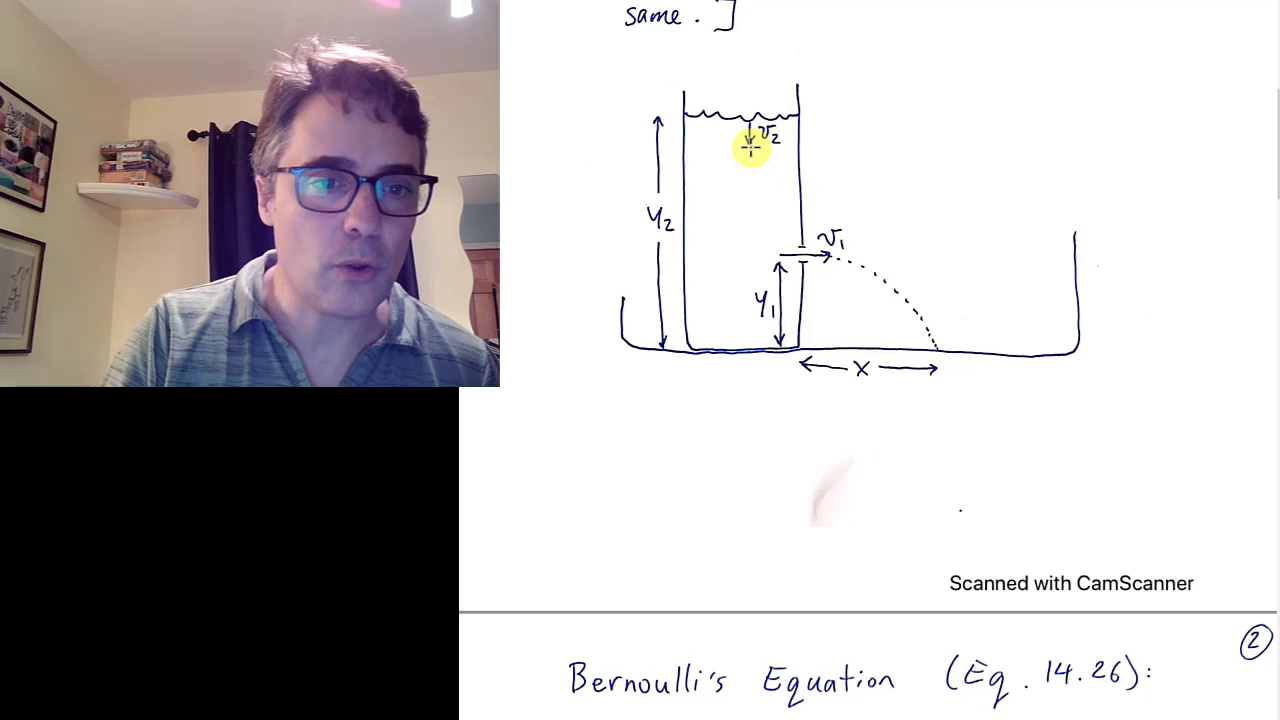 same . ]
v₂
y₂
v₁
y₁
x
Scanned with CamScanner
2
Bernoulli's Equation (Eq. 14.26):